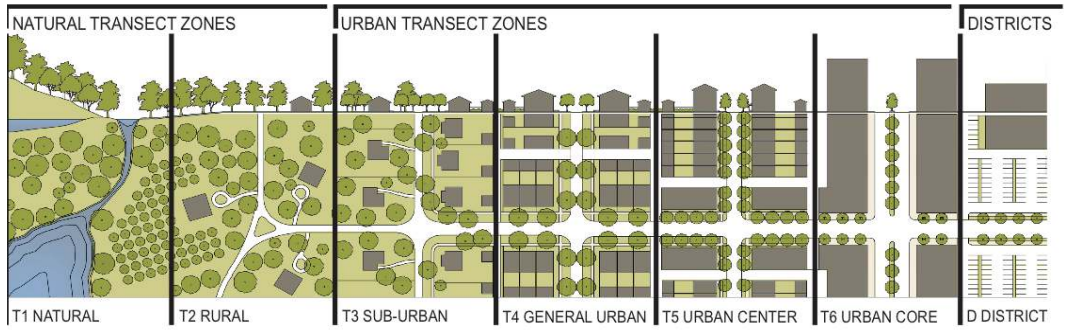 NATURAL TRANSECT ZONES
URBAN TRANSECT ZONES
DISTRICTS
T1 NATURAL
T2 RURAL
T3 SUB-URBAN
T4 GENERAL URBAN
T5 URBAN CENTER
T6 URBAN CORE
D DISTRICT